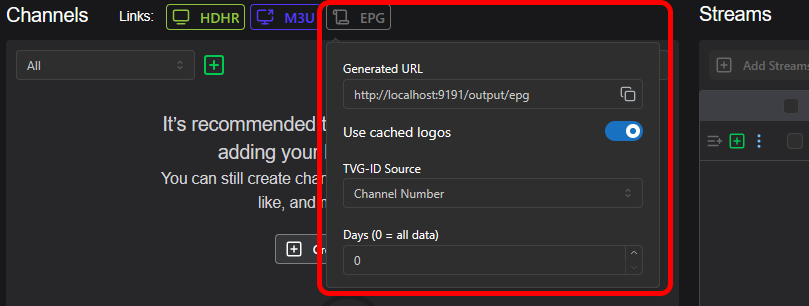 Channels
Links:
HDHR
M3U
EPG
Streams
All
Add Streams
Generated URL
http://localhost:9191/output/epg
Use cached logos
It's recommended
adding your
You can still create
like, and
TVG-ID Source
Channel Number
Days (0 = all data)
0